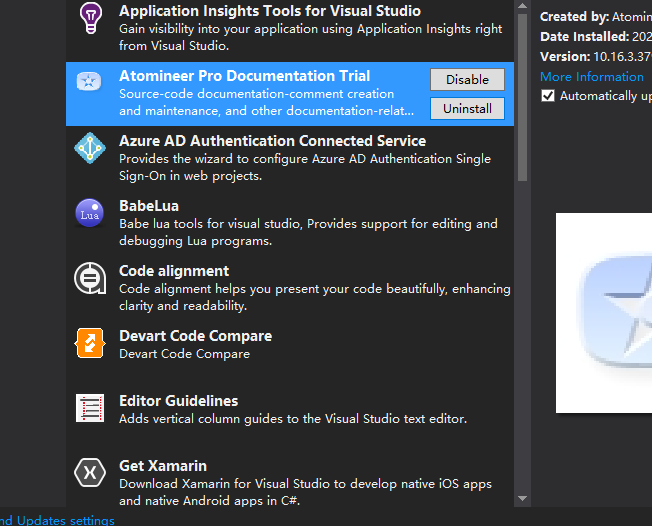 Application Insights Tools for Visual Studio
Gain visibility into your application using Application Insights right
from Visual Studio.
Atomineer Pro Documentation Trial
Source-code documentation-comment creation
and maintenance, and other documentation-relat...
Disable
Uninstall
Azure AD Authentication Connected Service
Provides the wizard to configure Azure AD Authentication Single
Sign-On in web projects.
Lua
BabeLua
Babe lua tools for visual studio, Provides support for editing and
debugging Lua programs.
Code alignment
Code alignment helps you present your code beautifully, enhancing
clarity and readability.
Devart Code Compare
Devart Code Compare
Editor Guidelines
Adds vertical column guides to the Visual Studio text editor.
Get Xamarin
Download Xamarin for Visual Studio to develop native iOS apps
and native Android apps in C#.
nd Updates settings
Created by: Atomin
Date Installed: 202
Version: 10.16.3.37
More Information
Automatically up